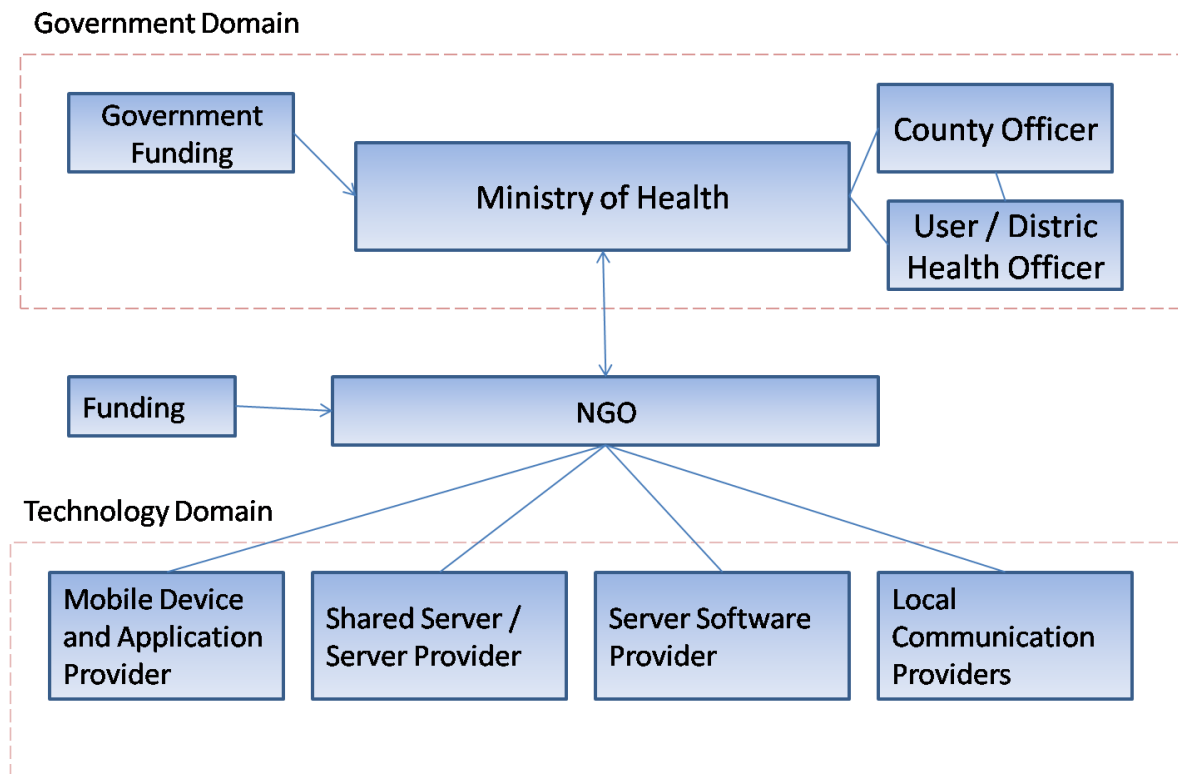 Government Domain
Government
Funding
Ministry of Health
County Officer
User / Distric
Health Officer
Funding
NGO
Technology Domain
Mobile Device
and Application
Provider
Shared Server /
Server Provider
Server Software
Provider
Local
Communication
Providers